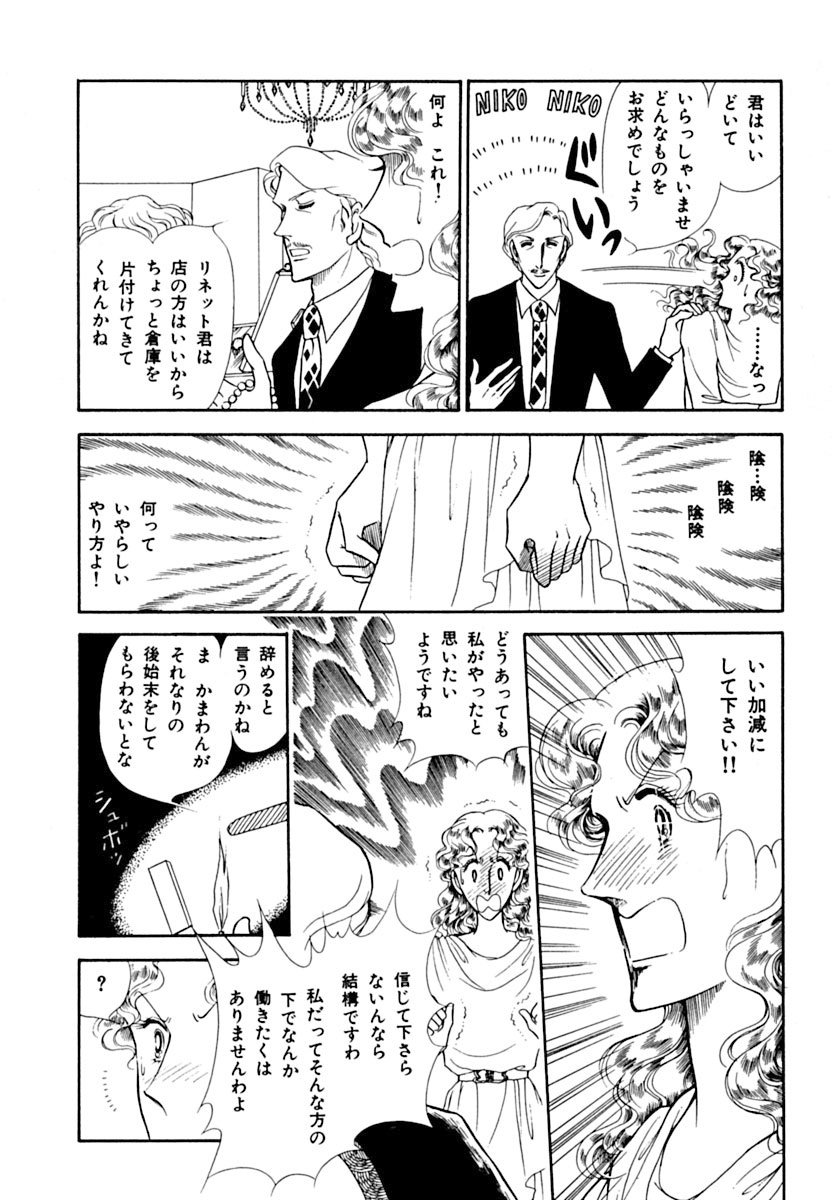 君はいい
どいて
いらっしゃいませ
どんなものを
お求めでしょう
NIKO NIKO
ぐいっ
………なっ
何よ これ！
リネット君は
店の方はいいから
ちょっと倉庫を
片付けてきて
くれんかね
陰…険
陰険
陰険
何って
いやらしい
やり方よ！
いい加減に
して下さい!!
どうあっても
私がやったと
思いたい
ようですね
信じて下さら
ないんなら
結構ですわ
私だってそんな方の
下でなんか
働きたくは
ありませんわよ
辞めると
言うのかね
ま かまわんが
それなりの
後始末をして
もらわないとな
シュボッ
？